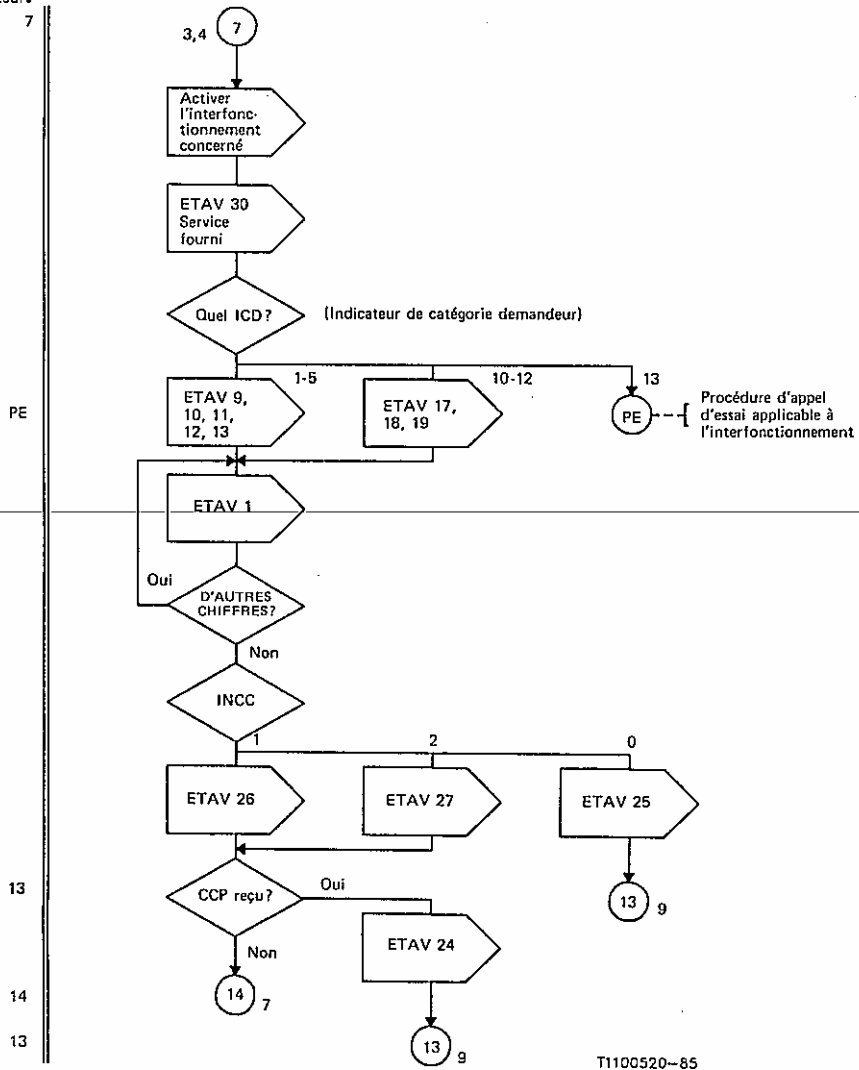 7
3,4
7
Activer
l'interfonc-
tionnement
concerné
ETAV 30
Service
fourni
Quel ICD?
(Indicateur de catégorie demandeur)
1-5
10-12
13
PE
ETAV 9,
10, 11,
12, 13
ETAV 17,
18, 19
PE
Procédure d'appel
d'essai applicable à
l'interfonctionnement
ETAV 1
Oui
D'AUTRES
CHIFFRES?
Non
INCC
1
2
0
ETAV 26
ETAV 27
ETAV 25
13
CCP reçu?
Oui
13
9
ETAV 24
Non
14
14
7
13
13
9
T1100520-85